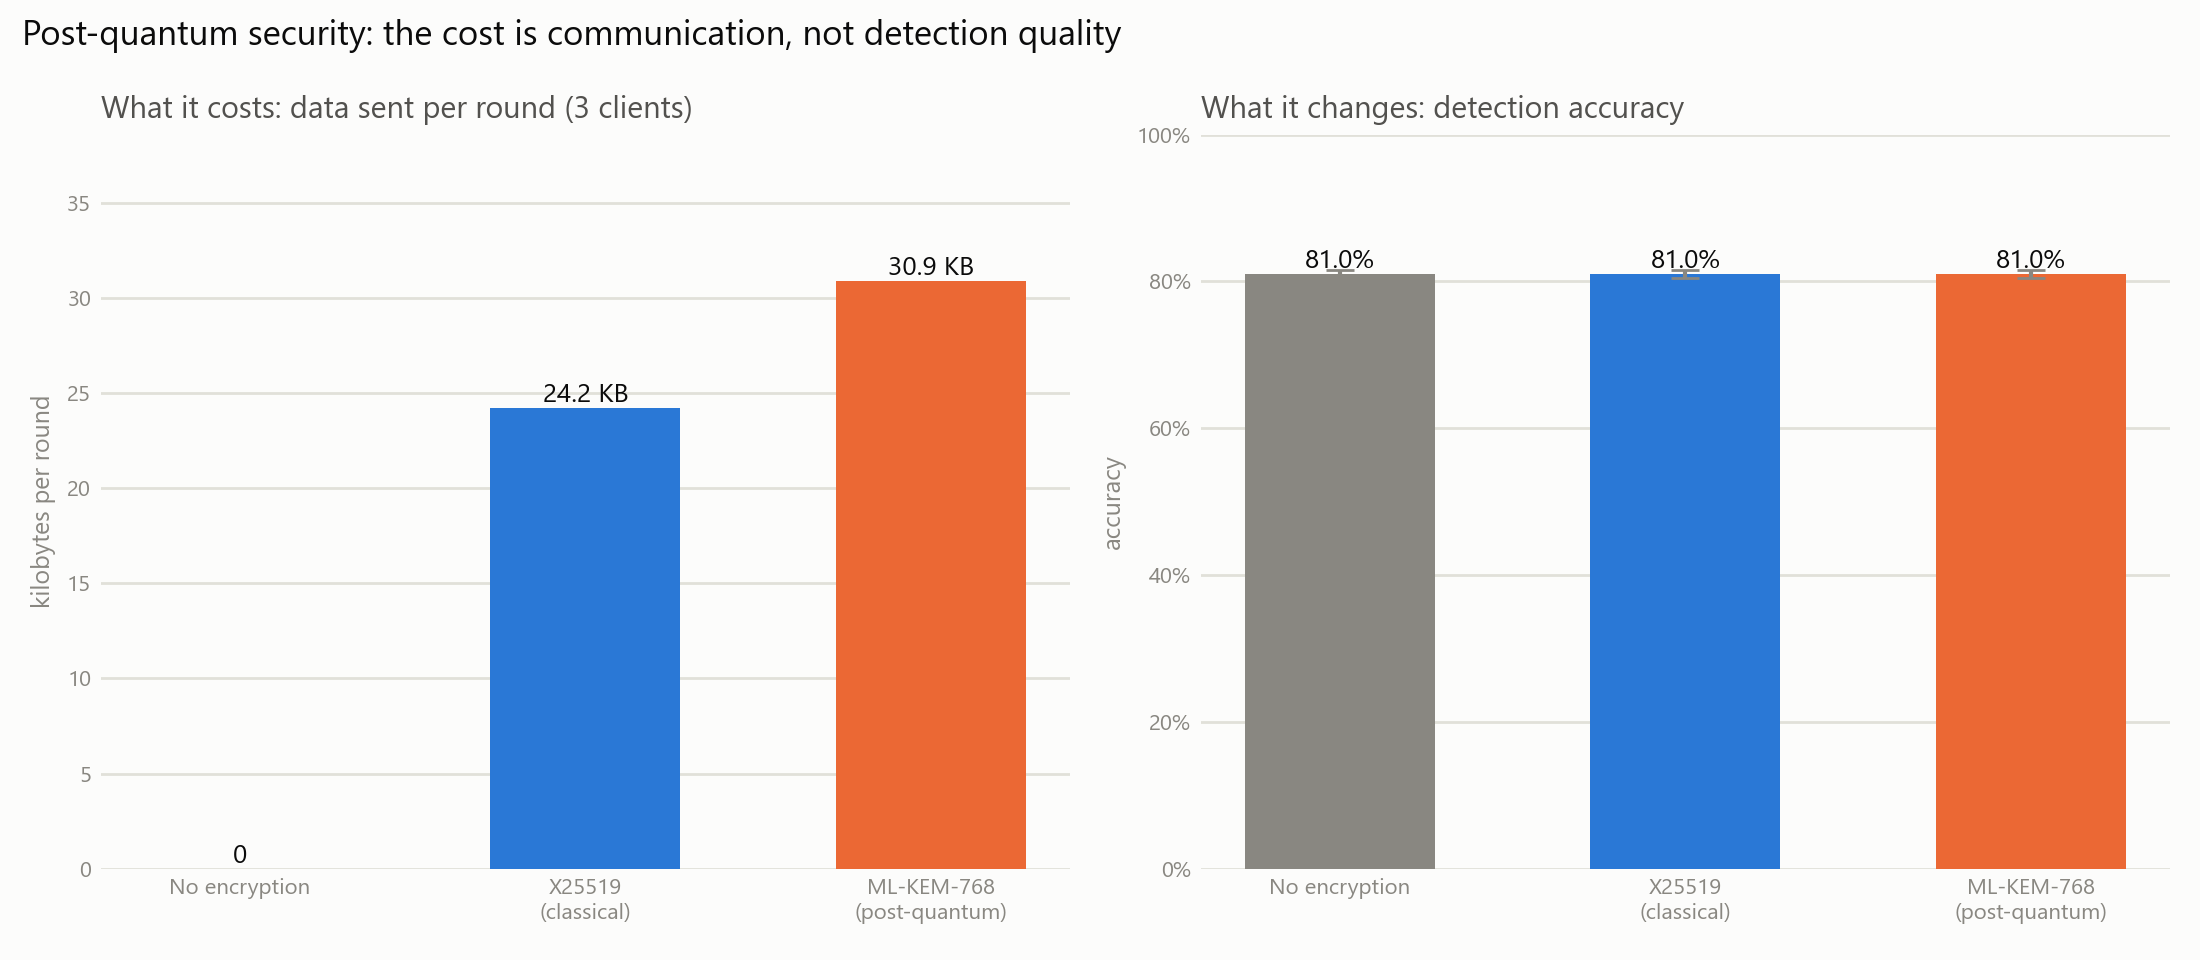 Post-quantum security: the cost is communication, not detection quality
What it costs: data sent per round (3 clients)
kilobytes per round
35
30
25
20
15
10
5
0
0
24.2 KB
30.9 KB
No encryption
X25519
(classical)
ML-KEM-768
(post-quantum)
What it changes: detection accuracy
accuracy
100%
80%
60%
40%
20%
0%
81.0%
81.0%
81.0%
No encryption
X25519
(classical)
ML-KEM-768
(post-quantum)